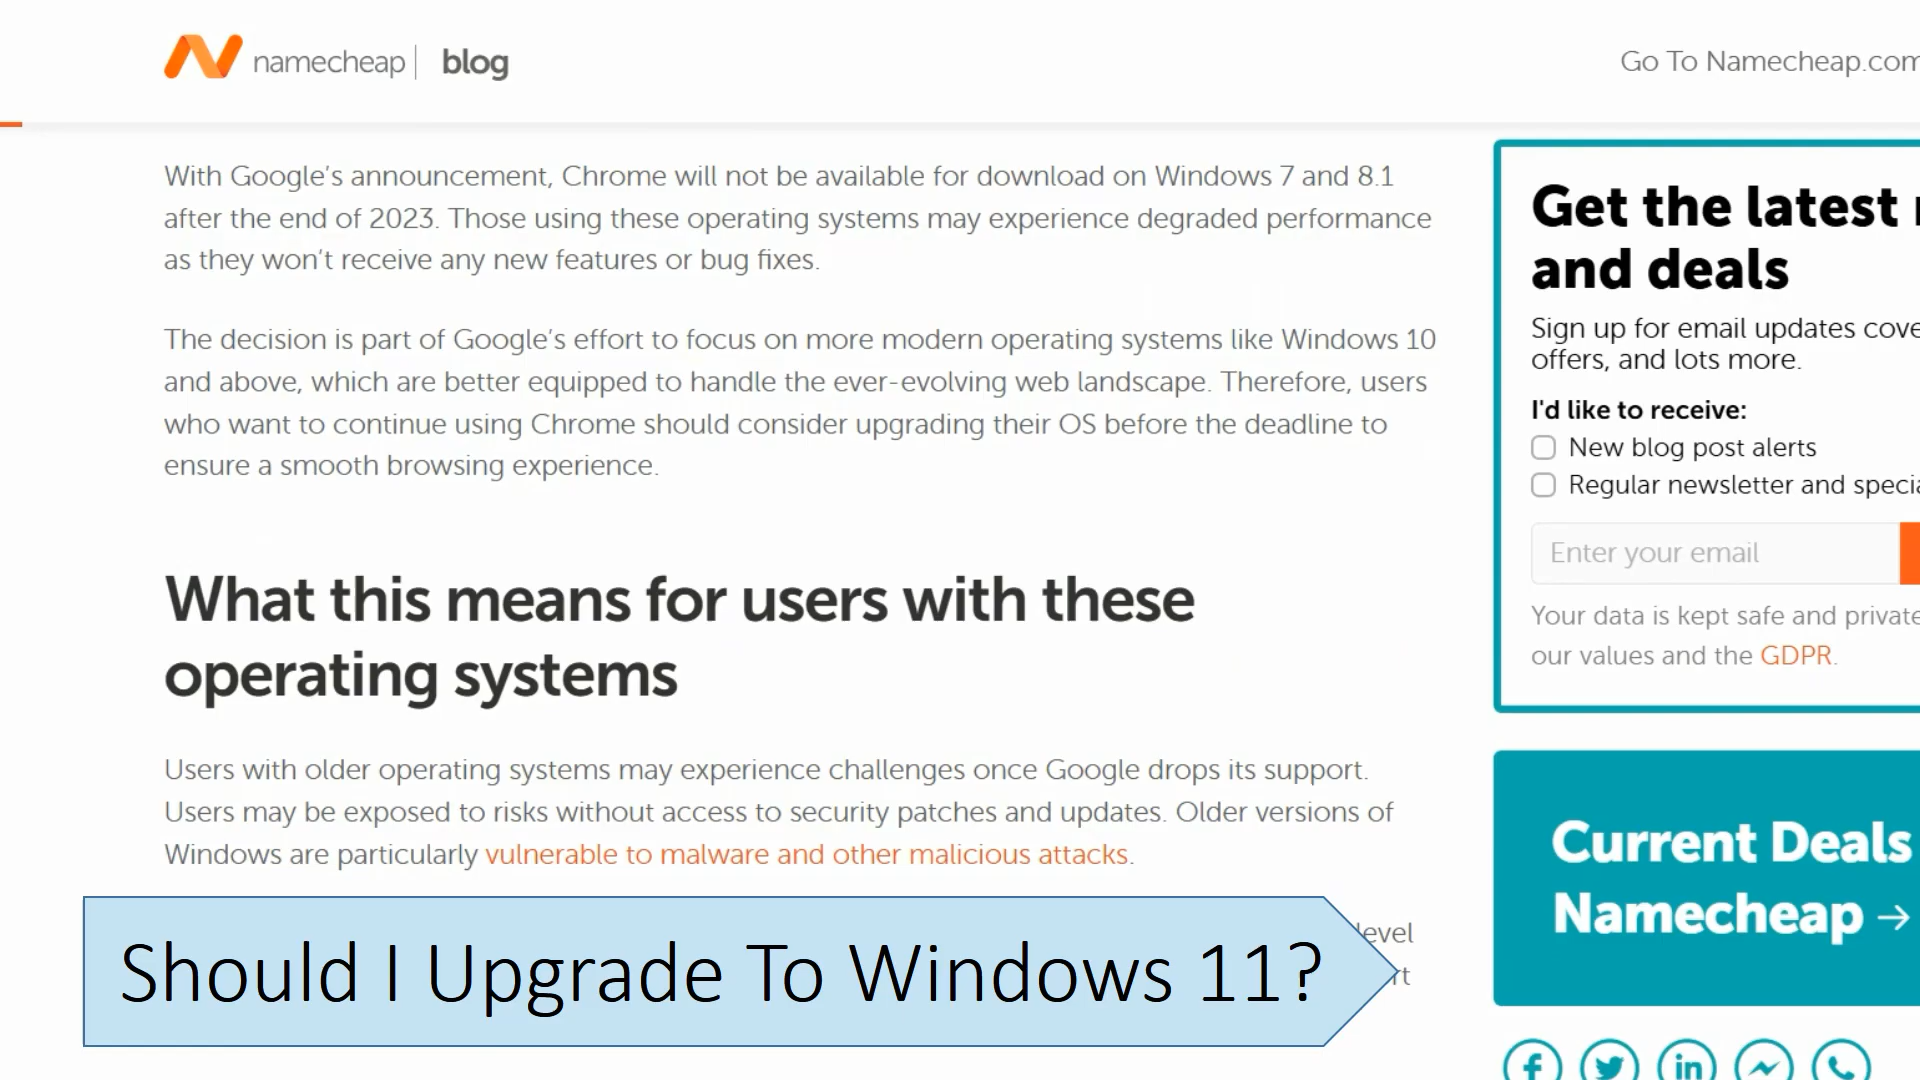 namecheap | blog
Go To Namecheap.com
With Google's announcement, Chrome will not be available for download on Windows 7 and 8.1
after the end of 2023. Those using these operating systems may experience degraded performance
as they won't receive any new features or bug fixes.
The decision is part of Google's effort to focus on more modern operating systems like Windows 10
and above, which are better equipped to handle the ever-evolving web landscape. Therefore, users
who want to continue using Chrome should consider upgrading their OS before the deadline to
ensure a smooth browsing experience.
What this means for users with these
operating systems
Users with older operating systems may experience challenges once Google drops its support.
Users may be exposed to risks without access to security patches and updates. Older versions of
Windows are particularly vulnerable to malware and other malicious attacks.
level
Should I Upgrade To Windows 11?
Get the latest
and deals
Sign up for email updates
offers, and lots more.
I'd like to receive:
New blog post alerts
Regular newsletter and
Enter your email
Your data is kept safe and private
our values and the GDPR.
Current Deals
Namecheap →